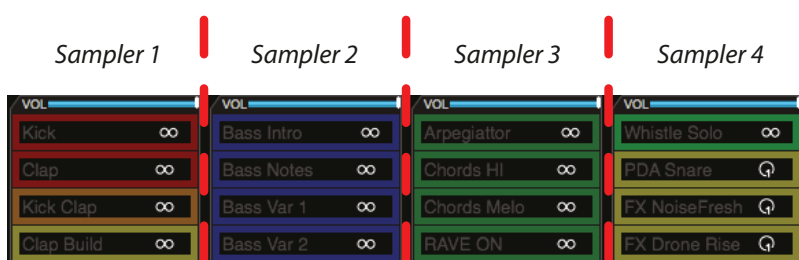 Sampler 1 Sampler 2 Sampler 3 Sampler 4
VOL VOL VOL VOL
Kick ∞ Bass Intro ∞ Arpegiattor ∞ Whistle Solo ∞
Clap ∞ Bass Notes ∞ Chords HI ∞ PDA Snare
Kick Clap ∞ Bass Var 1 ∞ Chords Melo ∞ FX NoiseFresh
Clap Build ∞ Bass Var 2 ∞ RAVE ON ∞ FX Drone Rise